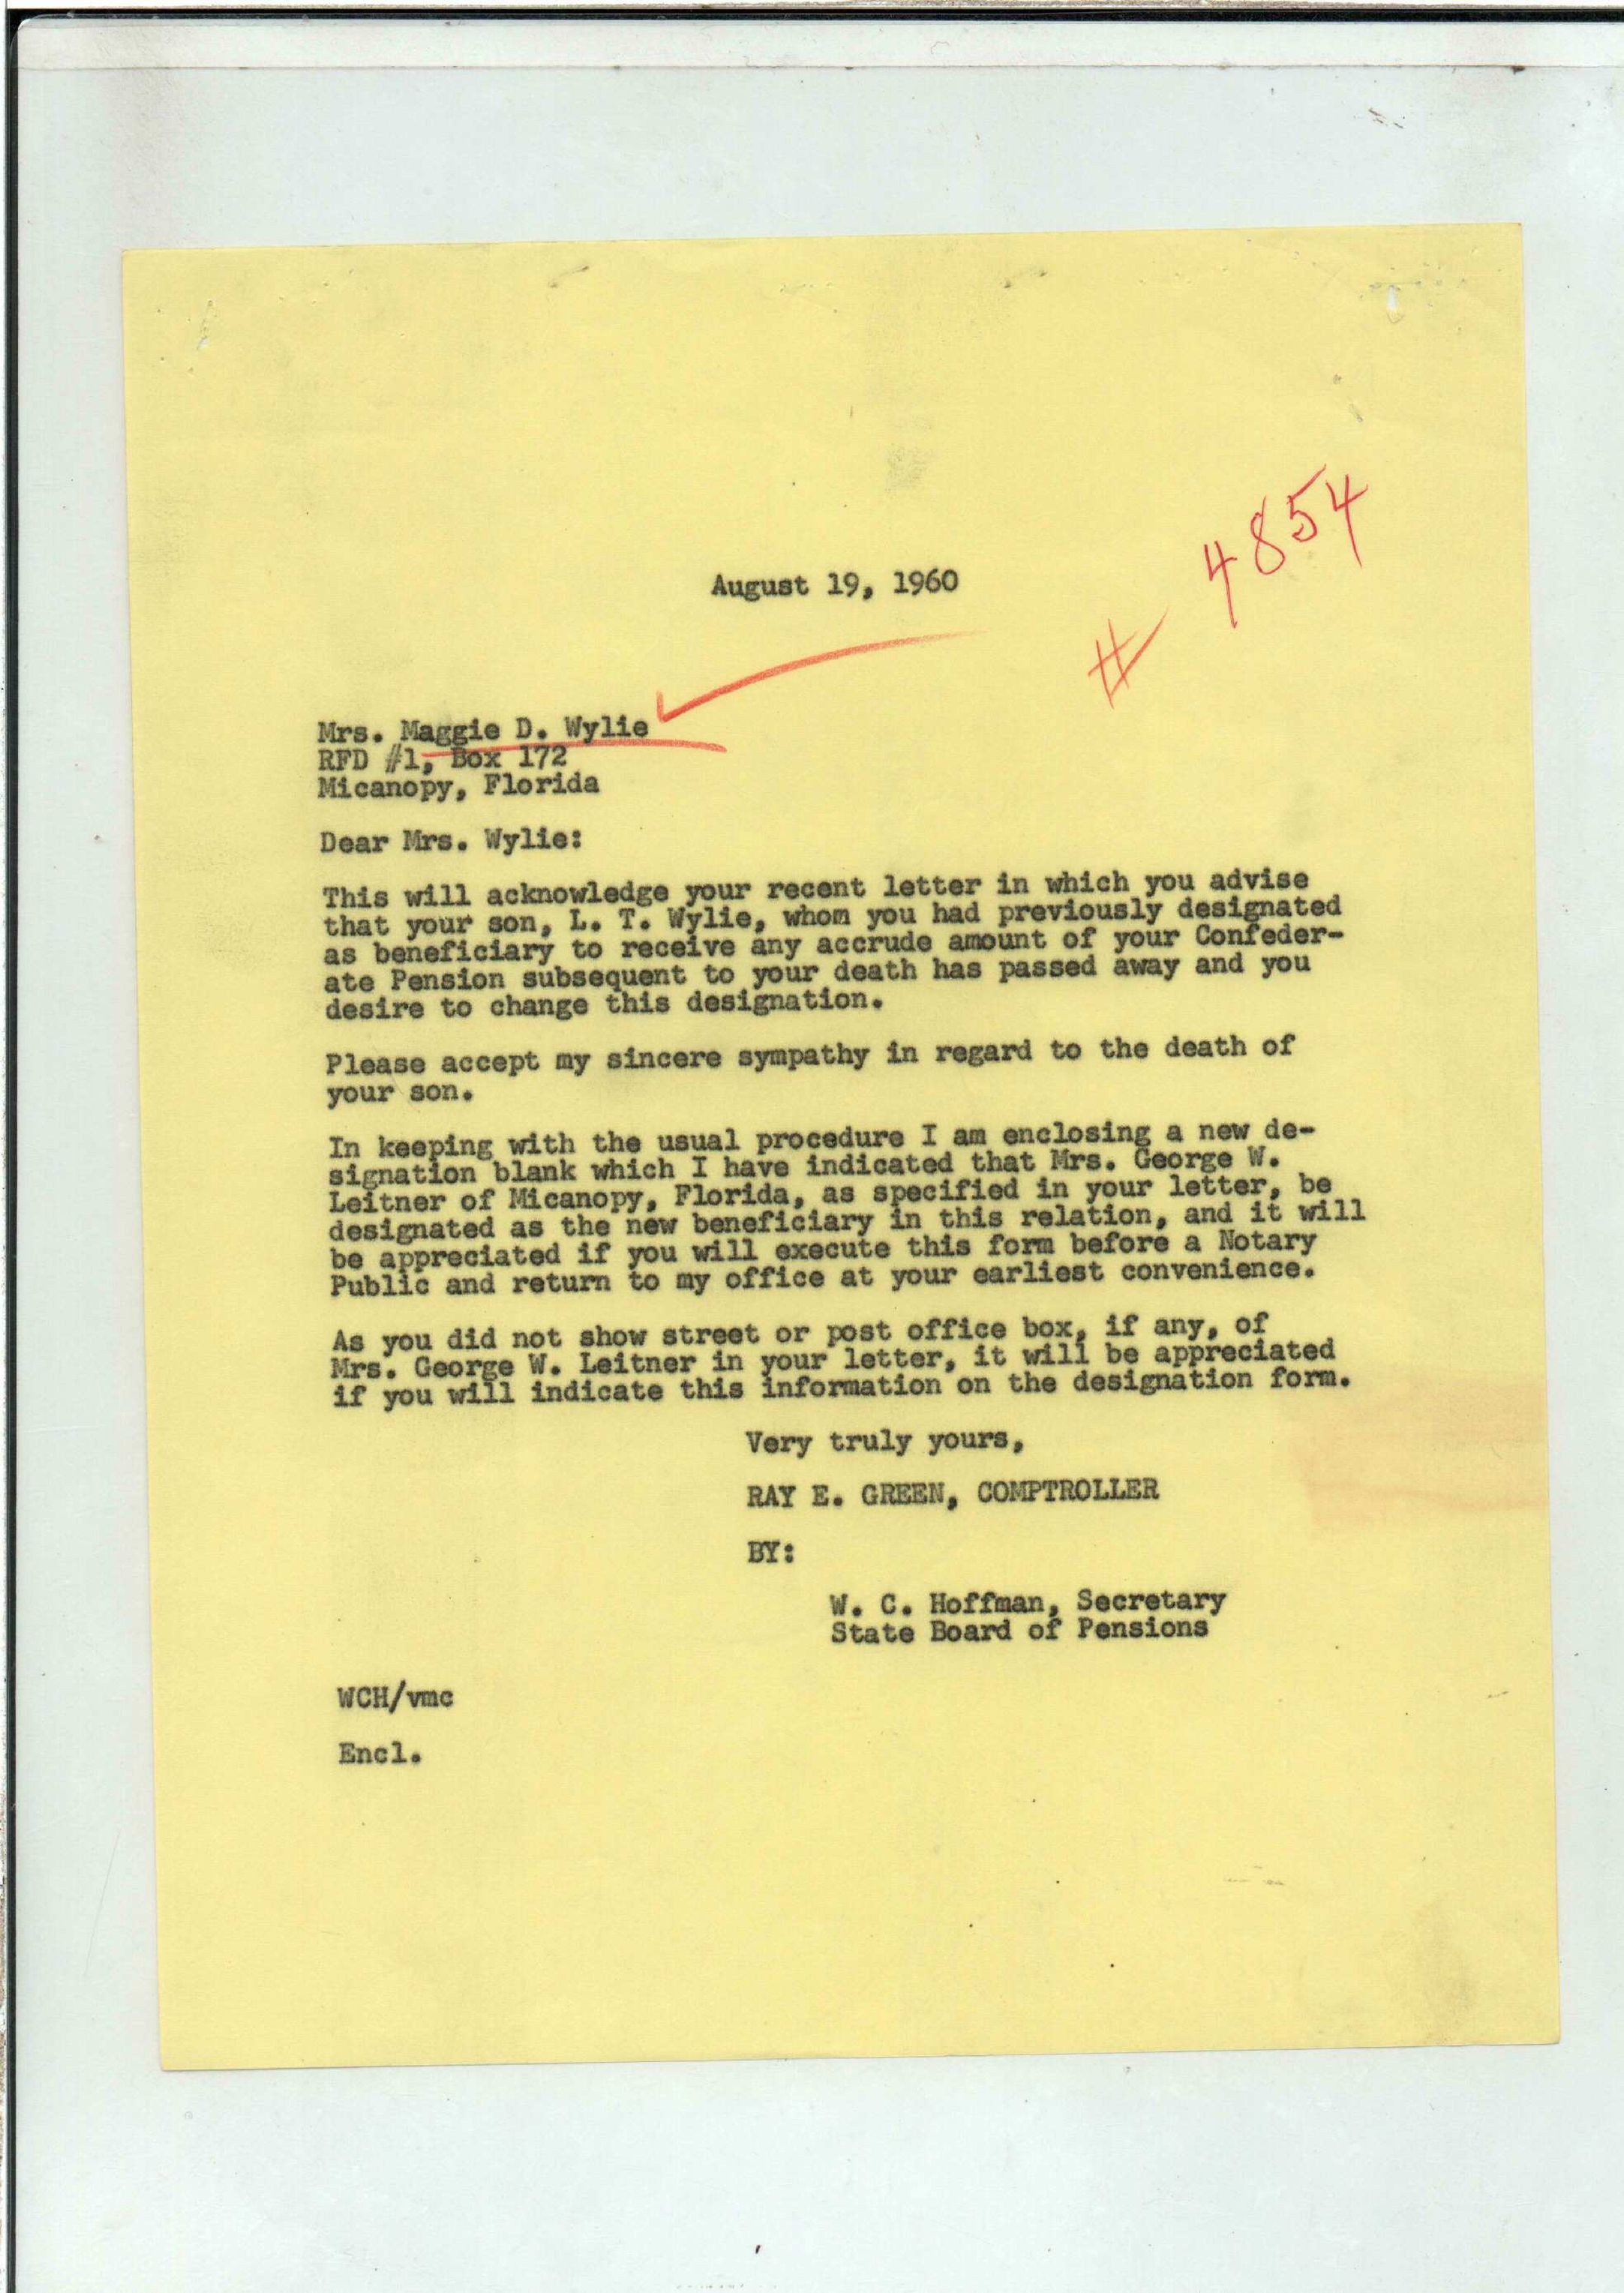 # 4854
August 19, 1960
Mrs. Maggie D. Wylie
RFD #1, Box 172
Micanopy, Florida
Dear Mrs. Wylie:
This will acknowledge your recent letter in which you advise
that your son, L. T. Wylie, whom you had previously designated
as beneficiary to receive any accrude amount of your Confeder-
ate Pension subsequent to your death has passed away and you
desire to change this designation.
Please accept my sincere sympathy in regard to the death of
your son.
In keeping with the usual procedure I am enclosing a new de-
signation blank which I have indicated that Mrs. George W.
Leitner of Micanopy, Florida, as specified in your letter, be
designated as the new beneficiary in this relation, and it will
be appreciated if you will execute this form before a Notary
Public and return to my office at your earliest convenience.
As you did not show street or post office box, if any, of
Mrs. George W. Leitner in your letter, it will be appreciated
if you will indicate this information on the designation form.
Very truly yours,
RAY E. GREEN, COMPTROLLER
BY:
W. C. Hoffman, Secretary
State Board of Pensions
WCH/vmc
Encl.